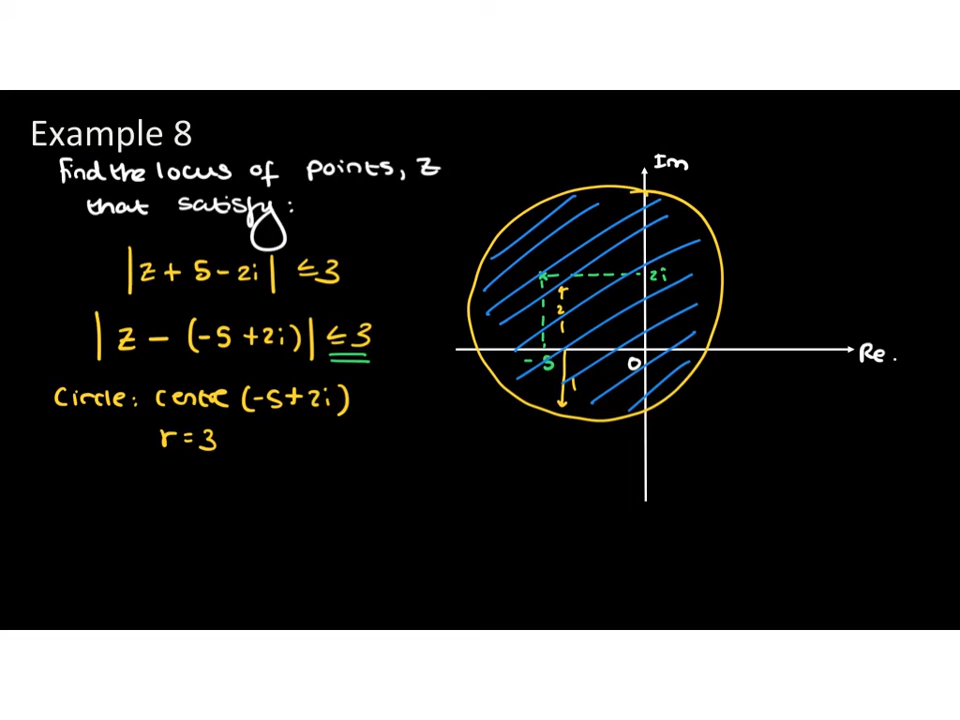 Example 8
Find the locus of points, z
that satisfy:
|z + 5 - 2i| ≤ 3
|z - (-5 + 2i)| ≤ 3
Circle: centre (-5 + 2i)
r = 3
Im
2i
2
-5
0
Re.
1